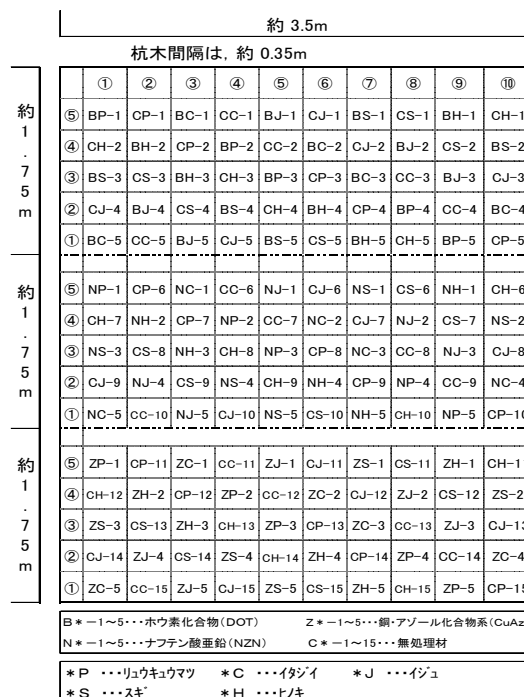 約 3.5m
杭木間隔は，約 0.35m
① ② ③ ④ ⑤ ⑥ ⑦ ⑧ ⑨ ⑩
約1.75m
⑤ BP-1 CP-1 BC-1 CC-1 BJ-1 CJ-1 BS-1 CS-1 BH-1 CH-1
④ CH-2 BH-2 CP-2 BP-2 CC-2 BC-2 CJ-2 BJ-2 CS-2 BS-2
③ BS-3 CS-3 BH-3 CH-3 BP-3 CP-3 BC-3 CC-3 BJ-3 CJ-3
② CJ-4 BJ-4 CS-4 BS-4 CH-4 BH-4 CP-4 BP-4 CC-4 BC-4
① BC-5 CC-5 BJ-5 CJ-5 BS-5 CS-5 BH-5 CH-5 BP-5 CP-5
約1.75m
⑤ NP-1 CP-6 NC-1 CC-6 NJ-1 CJ-6 NS-1 CS-6 NH-1 CH-6
④ CH-7 NH-2 CP-7 NP-2 CC-7 NC-2 CJ-7 NJ-2 CS-7 NS-2
③ NS-3 CS-8 NH-3 CH-8 NP-3 CP-8 NC-3 CC-8 NJ-3 CJ-8
② CJ-9 NJ-4 CS-9 NS-4 CH-9 NH-4 CP-9 NP-4 CC-9 NC-4
① NC-5 CC-10 NJ-5 CJ-10 NS-5 CS-10 NH-5 CH-10 NP-5 CP-10
約1.75m
⑤ ZP-1 CP-11 ZC-1 CC-11 ZJ-1 CJ-11 ZS-1 CS-11 ZH-1 CH-1
④ CH-12 ZH-2 CP-12 ZP-2 CC-12 ZC-2 CJ-12 ZJ-2 CS-12 ZS-2
③ ZS-3 CS-13 ZH-3 CH-13 ZP-3 CP-13 ZC-3 CC-13 ZJ-3 CJ-13
② CJ-14 ZJ-4 CS-14 ZS-4 CH-14 ZH-4 CP-14 ZP-4 CC-14 ZC-4
① ZC-5 CC-15 ZJ-5 CJ-15 ZS-5 CS-15 ZH-5 CH-15 ZP-5 CP-15
B＊－1～5・・・ホウ素化合物(DOT) Z＊－1～5・・・銅・アゾール化合物系(CuAz
N＊－1～5・・・ナフテン酸亜鉛(NZN) C＊－1～15・・・無処理材
＊P ・・・リュウキュウマツ ＊C ・・・イタジイ ＊J ・・・イジュ
＊S ・・・スギ ＊H ・・・ヒノキ